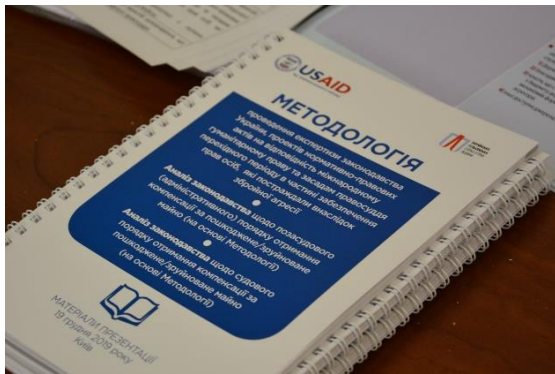 USAID
МЕТОДОЛОГІЯ
проведення експертизи законодавства
України, проектів нормативно-правових
актів на відповідність міжнародному
гуманітарному праву та засадам правосуддя
перехідного періоду в частині забезпечення
прав осіб, які постраждали внаслідок
збройної агресії
Аналіз законодавства щодо позасудового
(адміністративного) порядку отримання
компенсації за пошкоджене/зруйноване
майно (на основі Методології)
Аналіз законодавства щодо судового
порядку отримання компенсації за
пошкоджене/зруйноване майно
(на основі Методології)
МАТЕРІАЛИ ПРЕЗЕНТАЦІЇ
19 грудня 2019 року
Київ